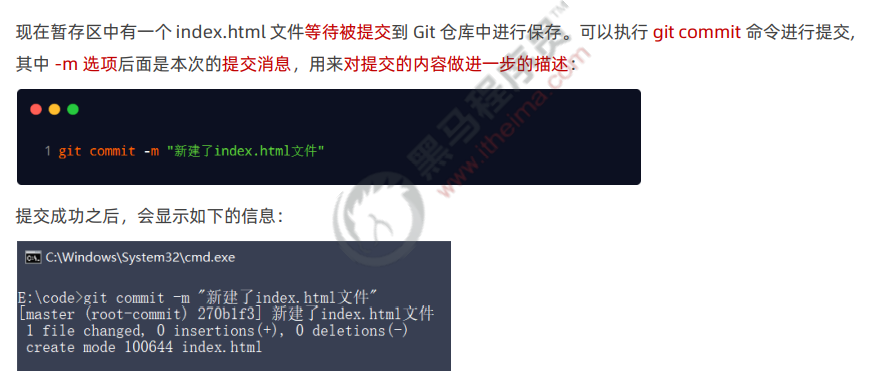 现在暂存区中有一个 index.html 文件等待被提交到 Git 仓库中进行保存。可以执行 git commit 命令进行提交,
其中 -m 选项后面是本次的提交消息，用来对提交的内容做进一步的描述：
1 git commit -m "新建了index.html文件"
提交成功之后，会显示如下的信息：
C:\Windows\System32\cmd.exe
E:\code>git commit -m "新建了index.html文件"
[master (root-commit) 270b1f3] 新建了index.html文件
1 file changed, 0 insertions(+), 0 deletions(-)
create mode 100644 index.html
黑马程序员™
www.itheima.com